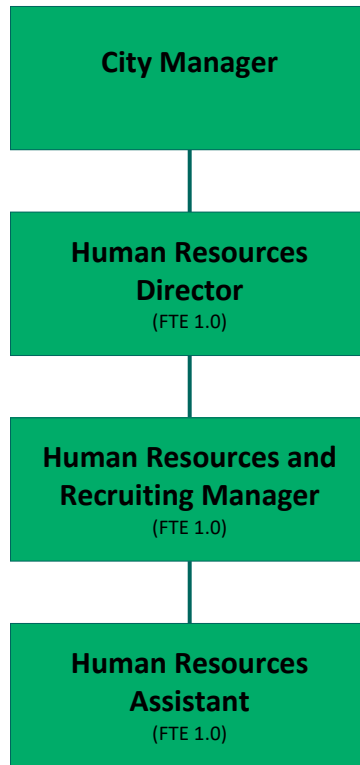 City Manager
Human Resources
Director
(FTE 1.0)
Human Resources and
Recruiting Manager
(FTE 1.0)
Human Resources
Assistant
(FTE 1.0)